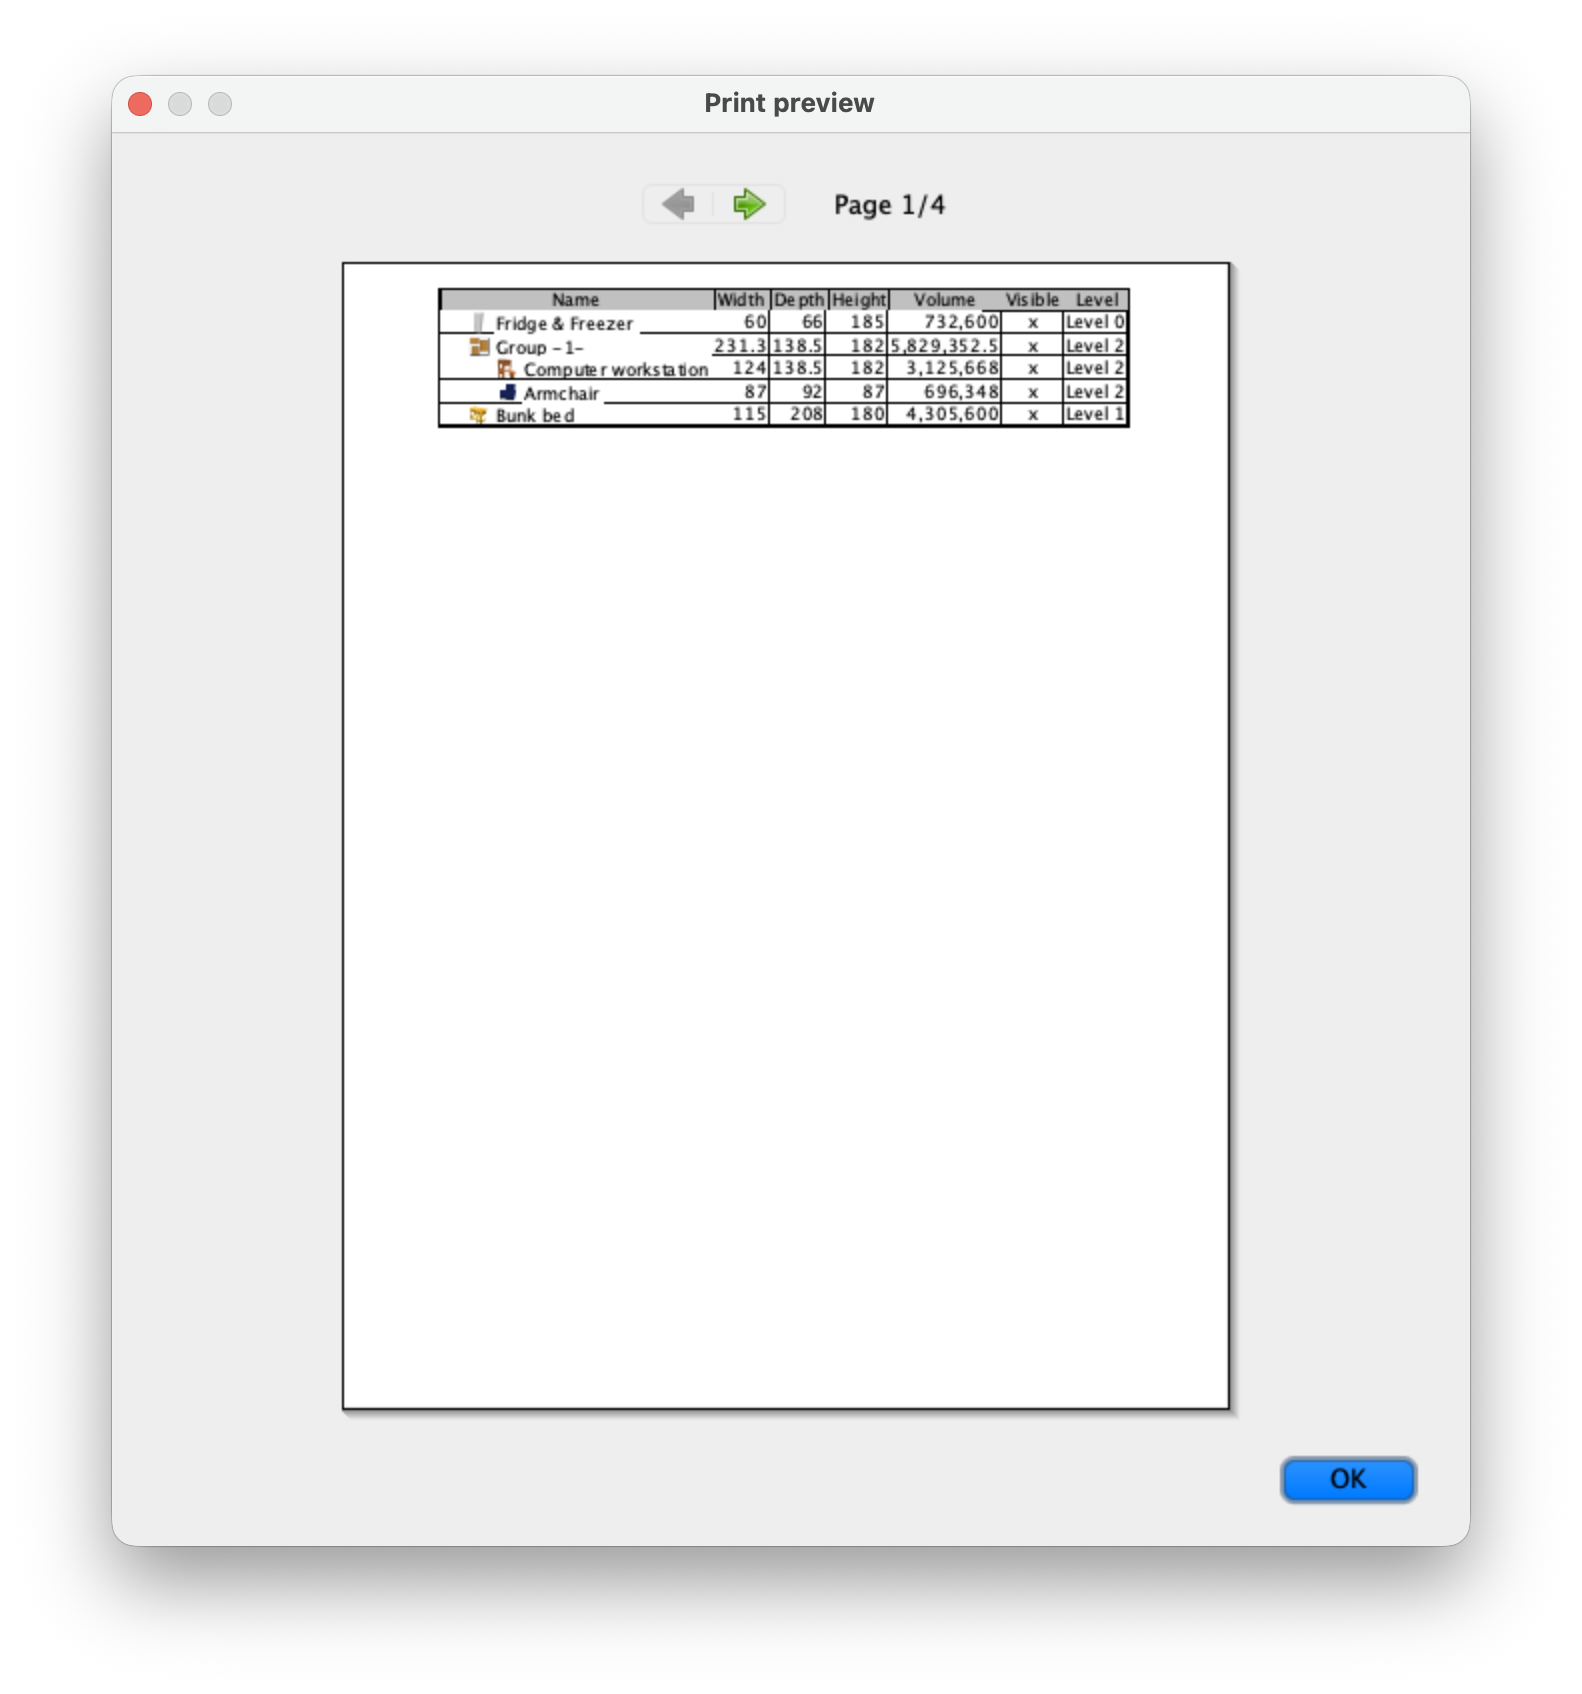 Print preview
Page 1/4
Name Width Depth Height Volume Visible Level
Fridge & Freezer 60 66 185 732,600 x Level 0
Group -1- 231.3 138.5 182 5,829,352.5 x Level 2
Computer workstation 124 138.5 182 3,125,668 x Level 2
Armchair 87 92 87 696,348 x Level 2
Bunk bed 115 208 180 4,305,600 x Level 1
OK